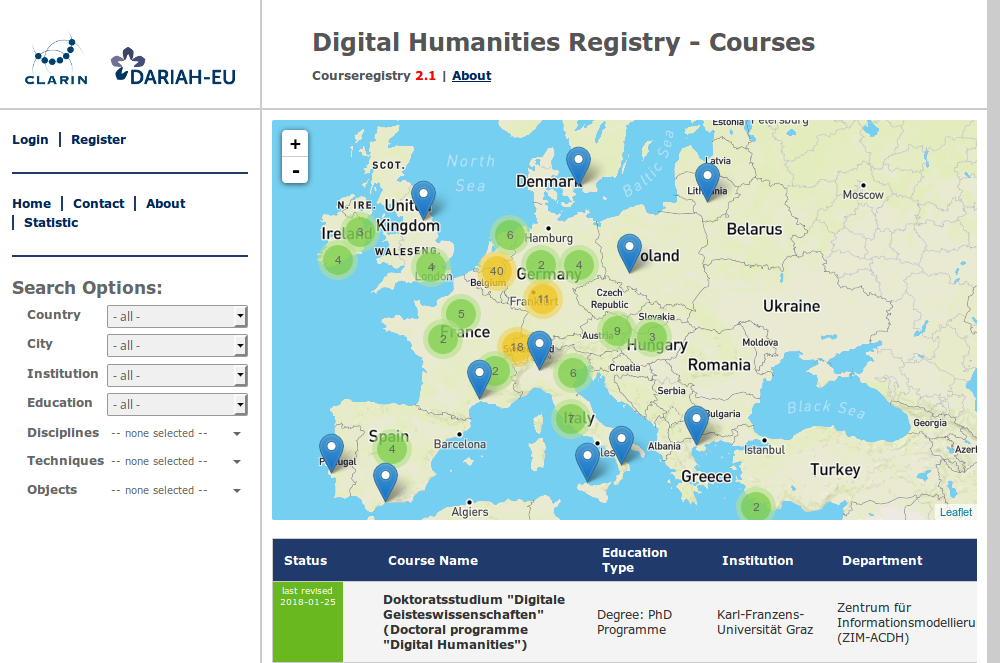 CLARIN
DARIAH-EU
Digital Humanities Registry - Courses
Courseregistry 2.1 | About
Login | Register
Home | Contact | About
| Statistic
Search Options:
Country - all -
City - all -
Institution - all -
Education - all -
Disciplines -- none selected --
Techniques -- none selected --
Objects -- none selected --
+
-
Estonia
Petersburg
SCOT.
North
Sea
Denmark
Baltic Sea
Latvia
Lithuania
Moscow
N. IRE.
United
Kingdom
Ireland
3
4
WALES
ENG.
London
4
6
Hamburg
40
Belgium
2
Germany
4
Poland
Belarus
Frankfurt
11
Czech
Republic
Ukraine
5
France
2
Slovakia
Austria
9
3
Hungary
Moldova
18
2
6
Croatia
Romania
Serbia
Italy
7
Bulgaria
Black Sea
Georgia
Spain
4
Barcelona
Portugal
Albania
Istanbul
Azer
Greece
Turkey
Algiers
2
Leaflet
Status
Course Name
Education
Type
Institution
Department
last revised
2018-01-25
Doktoratsstudium "Digitale
Geisteswissenschaften"
(Doctoral programme
"Digital Humanities")
Degree: PhD
Programme
Karl-Franzens-
Universität Graz
Zentrum für
Informationsmodellieru
(ZIM-ACDH)